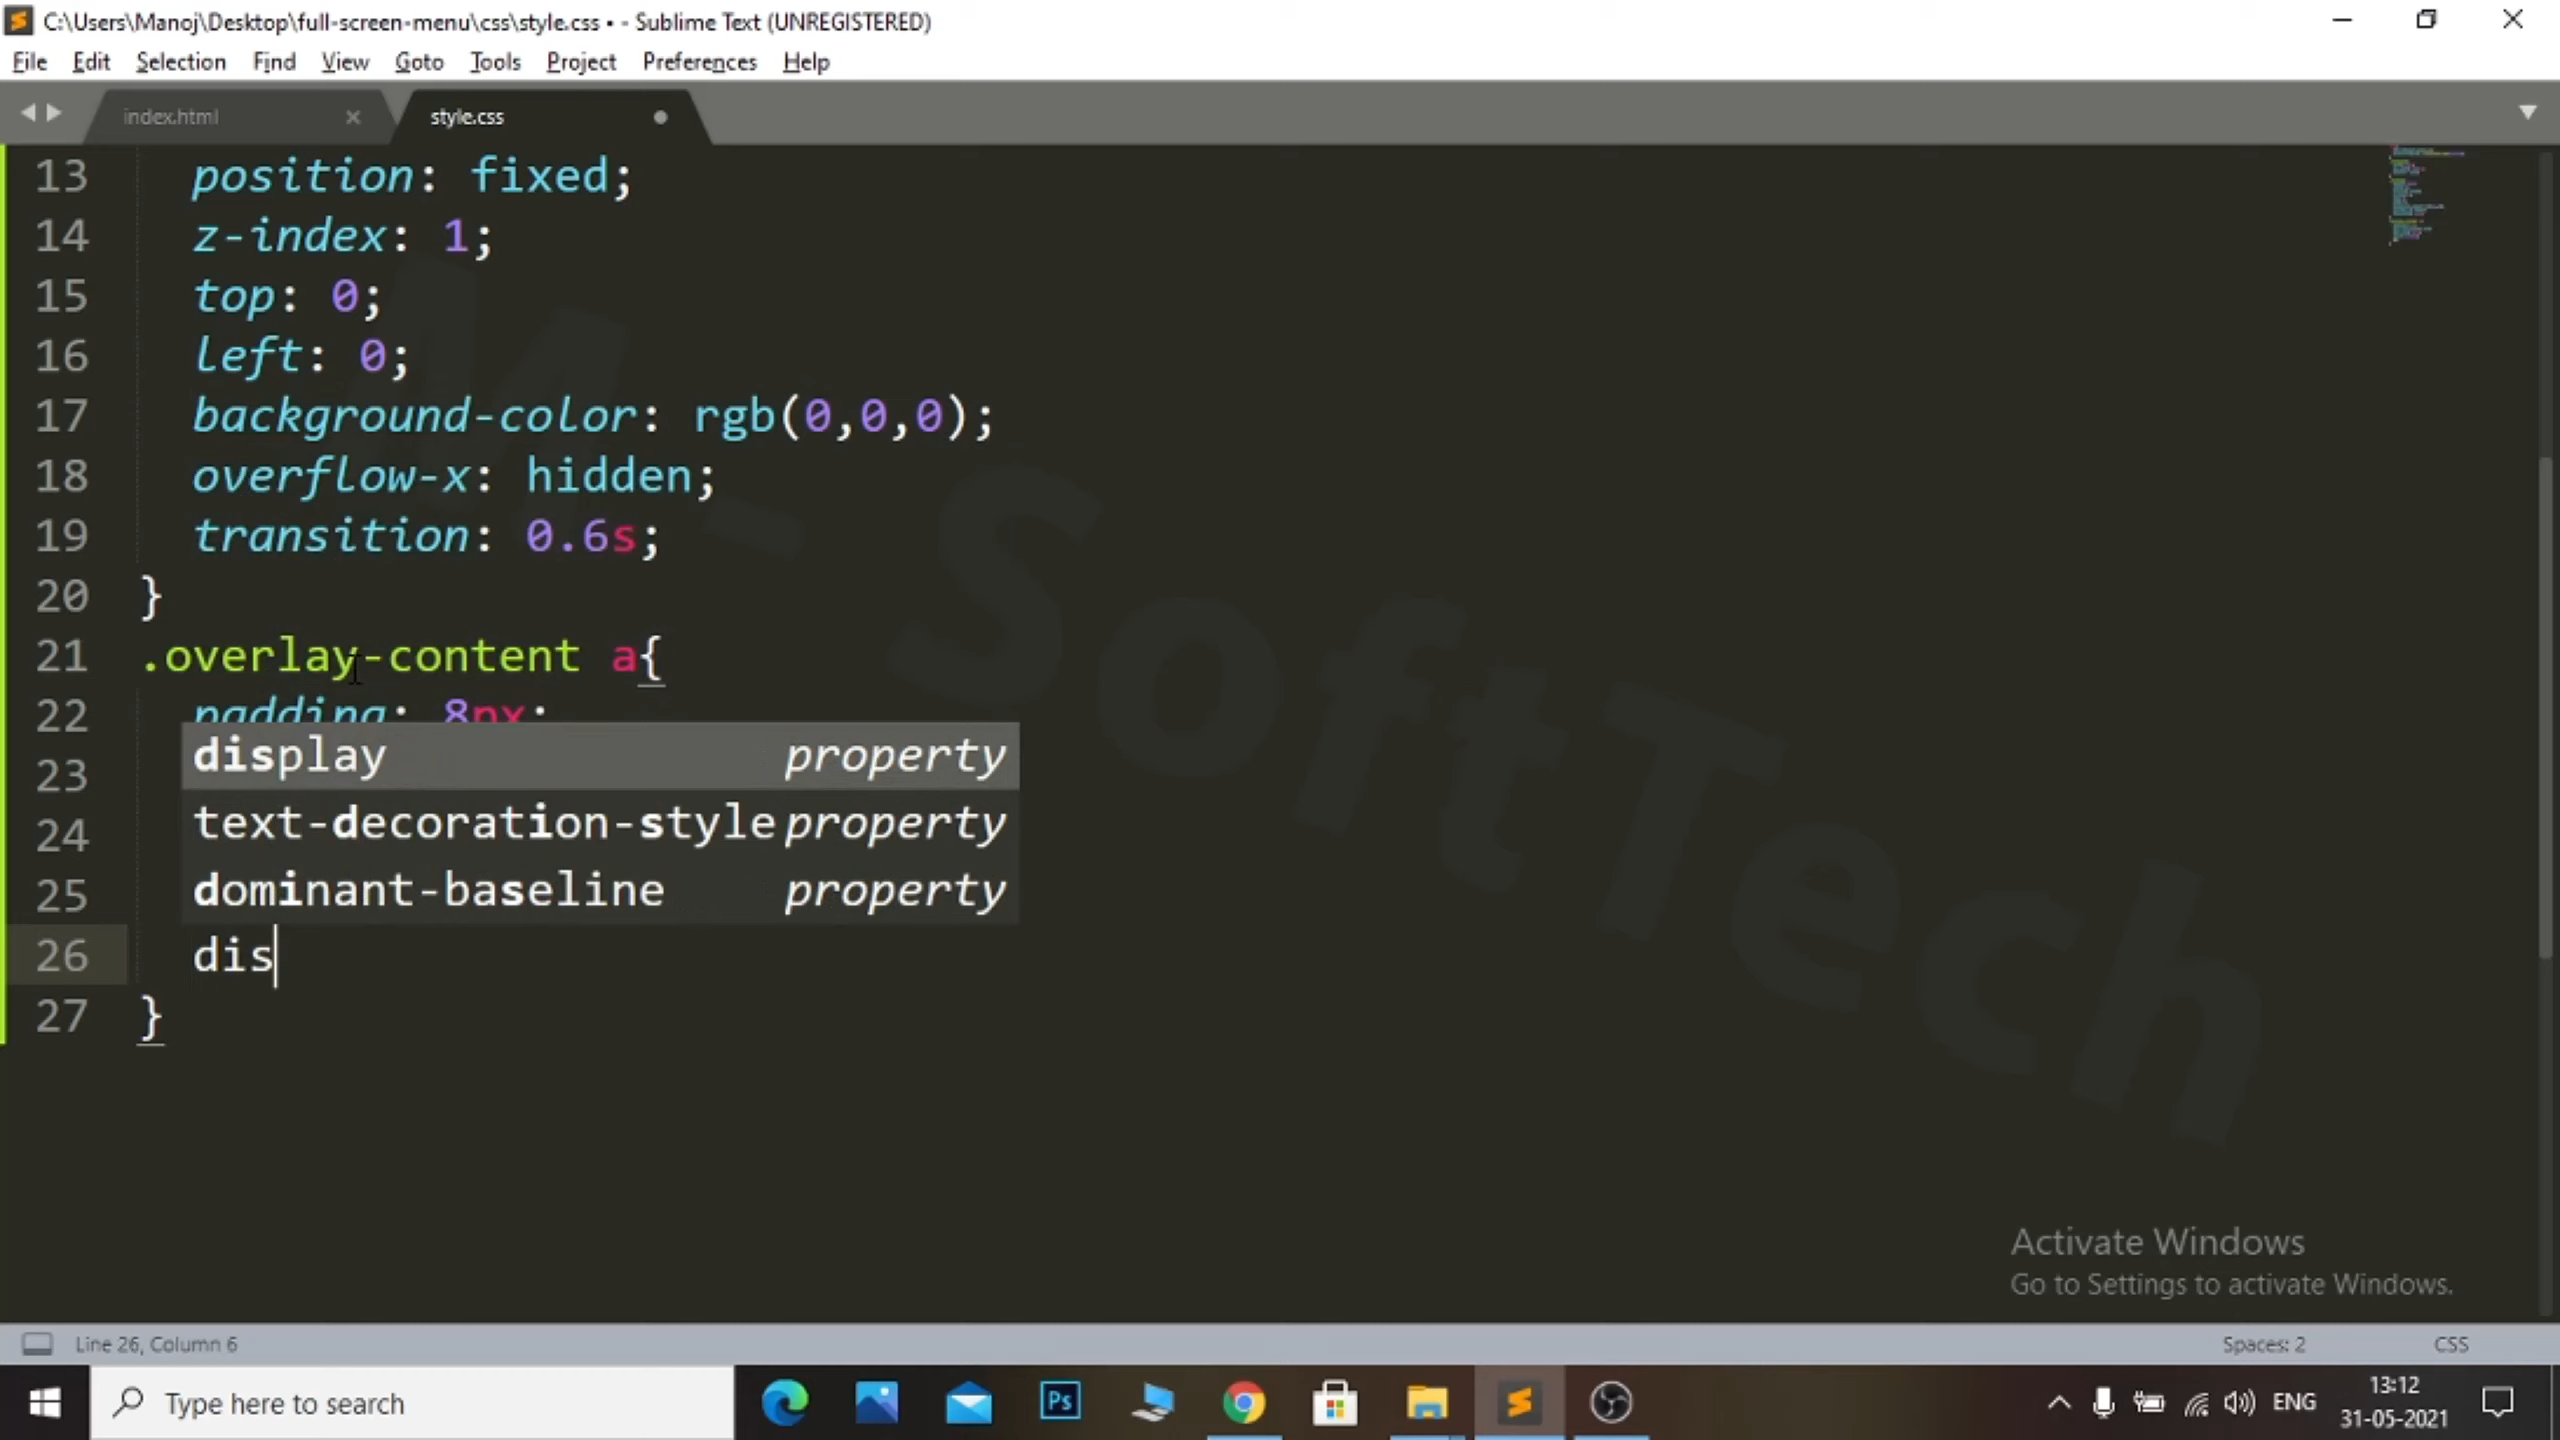 C:\Users\Manoj\Desktop\full-screen-menu\css\style.css • - Sublime Text (UNREGISTERED)
File Edit Selection Find View Goto Tools Project Preferences Help
index.html × style.css
13 position: fixed;
14 z-index: 1;
15 top: 0;
16 left: 0;
17 background-color: rgb(0,0,0);
18 overflow-x: hidden;
19 transition: 0.6s;
20 }
21 .overlay-content a{
22 padding: 8px;
23 display property
24 text-decoration-style property
25 dominant-baseline property
26 dis
27 }
M - SoftTech
Activate Windows
Go to Settings to activate Windows.
Line 26, Column 6 Spaces: 2 CSS
Type here to search Ps ENG 13:12
31-05-2021